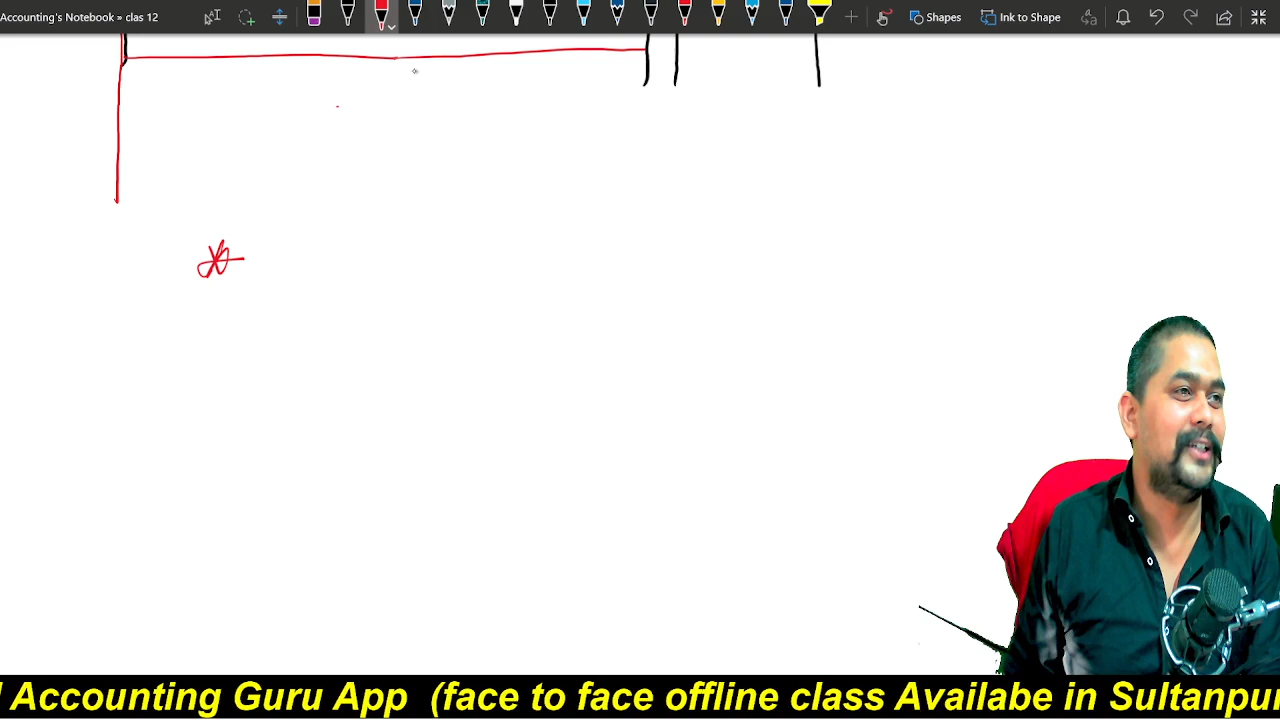 Accounting's Notebook » clas 12
Shapes
Ink to Shape
Accounting Guru App (face to face offline class Availabe in Sultanpur